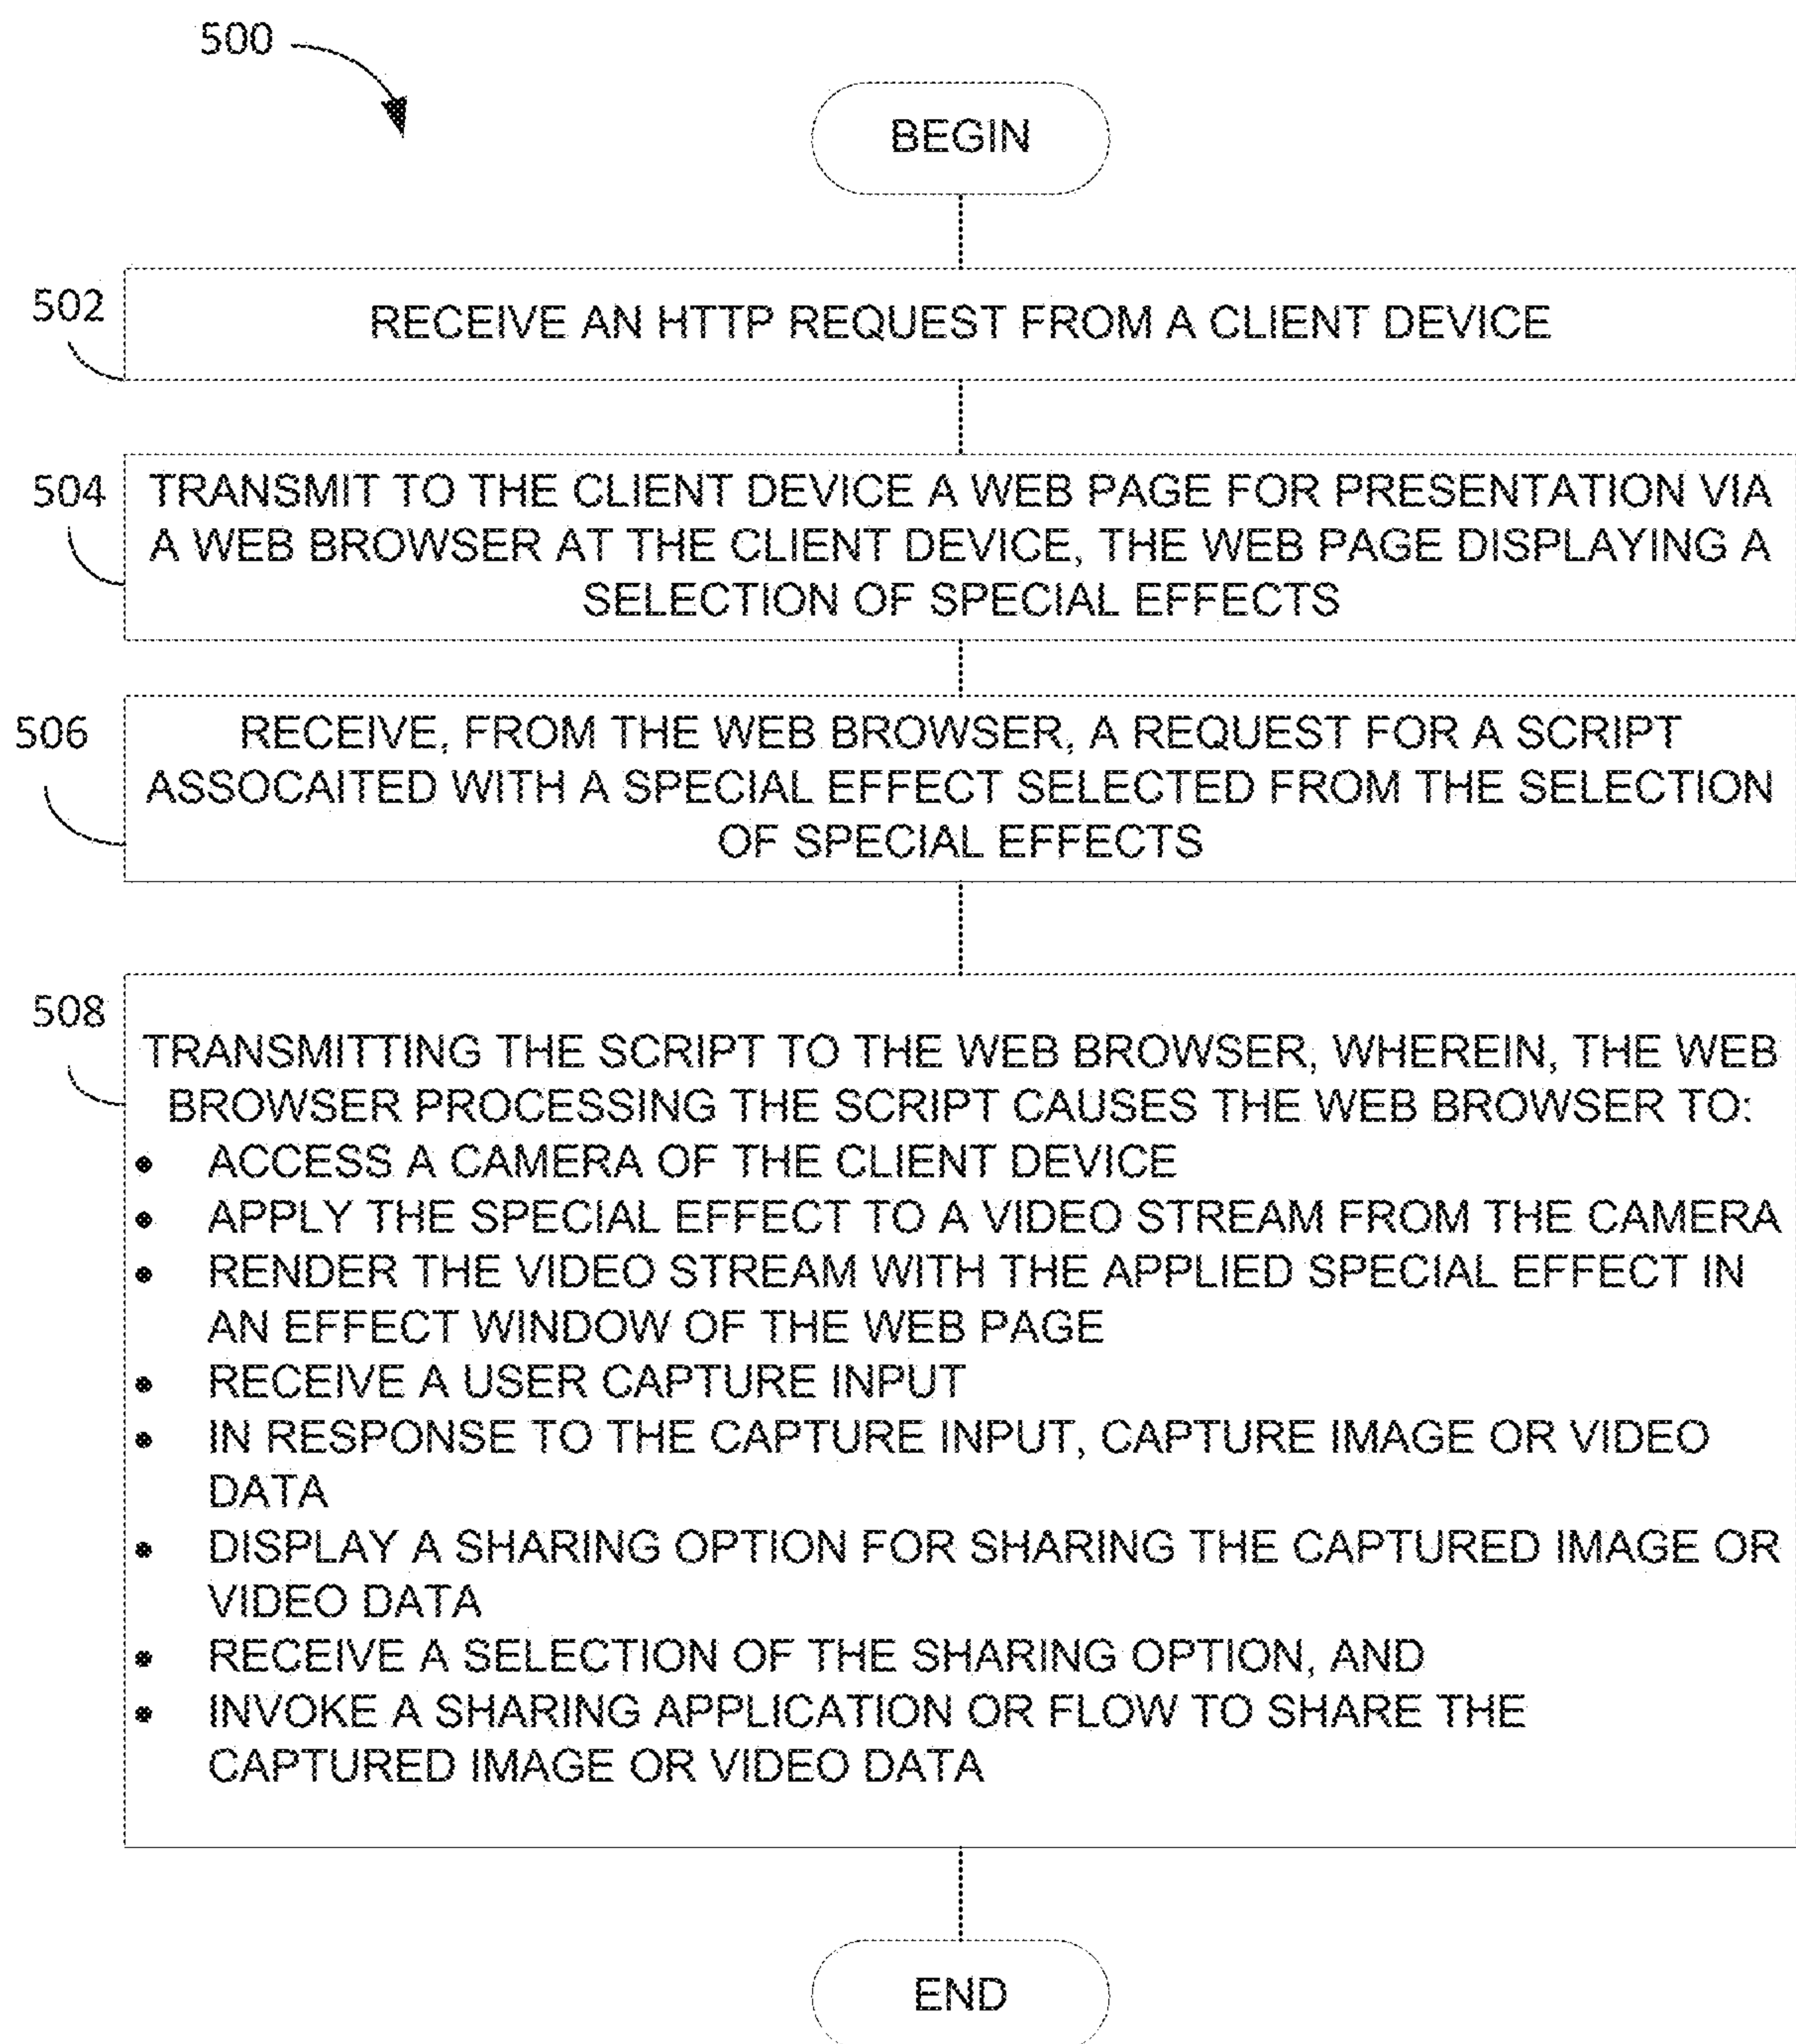 500
BEGIN
502
RECEIVE AN HTTP REQUEST FROM A CLIENT DEVICE
504
TRANSMIT TO THE CLIENT DEVICE A WEB PAGE FOR PRESENTATION VIA
A WEB BROWSER AT THE CLIENT DEVICE, THE WEB PAGE DISPLAYING A
SELECTION OF SPECIAL EFFECTS
506
RECEIVE, FROM THE WEB BROWSER, A REQUEST FOR A SCRIPT
ASSOCAITED WITH A SPECIAL EFFECT SELECTED FROM THE SELECTION
OF SPECIAL EFFECTS
508
TRANSMITTING THE SCRIPT TO THE WEB BROWSER, WHEREIN, THE WEB
BROWSER PROCESSING THE SCRIPT CAUSES THE WEB BROWSER TO:
• ACCESS A CAMERA OF THE CLIENT DEVICE
• APPLY THE SPECIAL EFFECT TO A VIDEO STREAM FROM THE CAMERA
• RENDER THE VIDEO STREAM WITH THE APPLIED SPECIAL EFFECT IN
AN EFFECT WINDOW OF THE WEB PAGE
• RECEIVE A USER CAPTURE INPUT
• IN RESPONSE TO THE CAPTURE INPUT, CAPTURE IMAGE OR VIDEO
DATA
• DISPLAY A SHARING OPTION FOR SHARING THE CAPTURED IMAGE OR
VIDEO DATA
• RECEIVE A SELECTION OF THE SHARING OPTION, AND
• INVOKE A SHARING APPLICATION OR FLOW TO SHARE THE
CAPTURED IMAGE OR VIDEO DATA
END